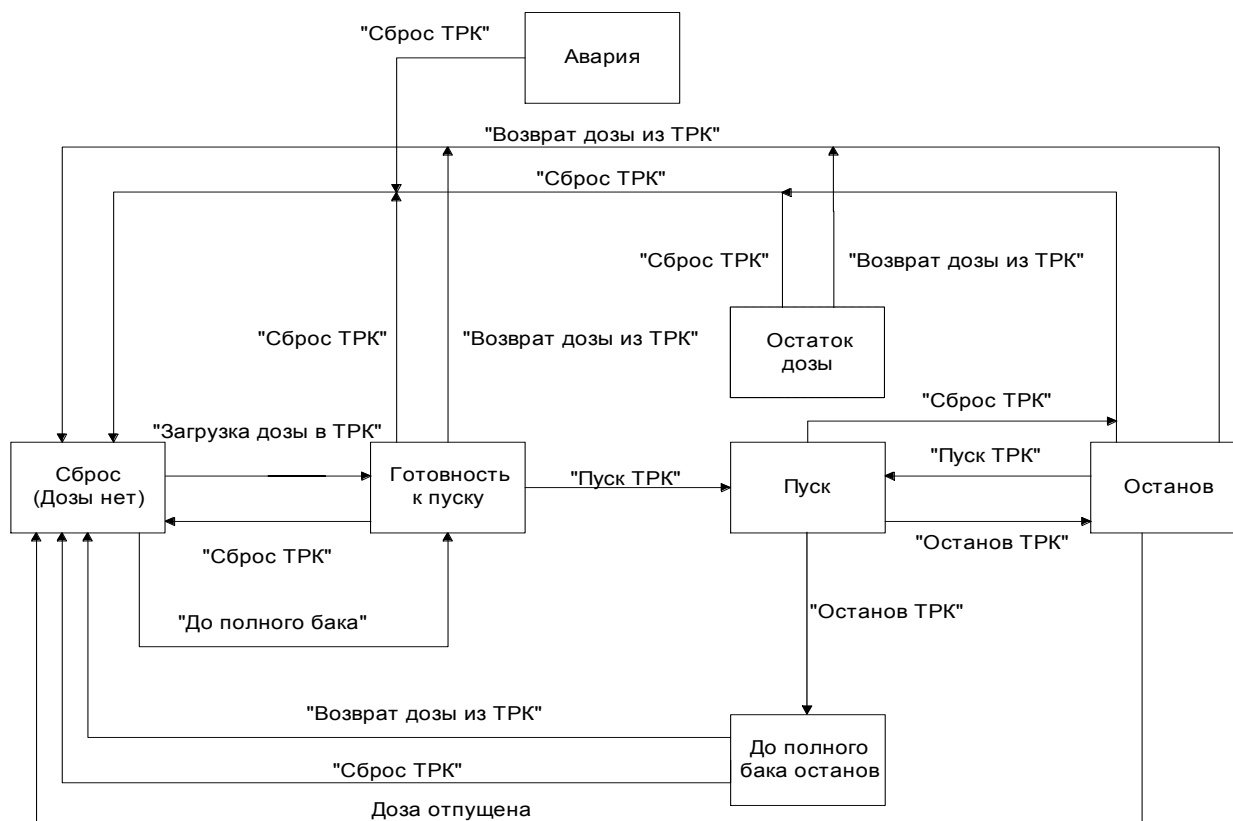 "Сброс ТРК"
Авария
"Возврат дозы из ТРК"
"Сброс ТРК"
"Сброс ТРК"
"Возврат дозы из ТРК"
"Сброс ТРК"
"Возврат дозы из ТРК"
Остаток
дозы
"Сброс ТРК"
"Загрузка дозы в ТРК"
Сброс
(Дозы нет)
Готовность
к пуску
"Пуск ТРК"
Пуск
"Пуск ТРК"
Останов
"Сброс ТРК"
"Останов ТРК"
"До полного бака"
"Останов ТРК"
"Возврат дозы из ТРК"
До полного
бака останов
"Сброс ТРК"
Доза отпущена